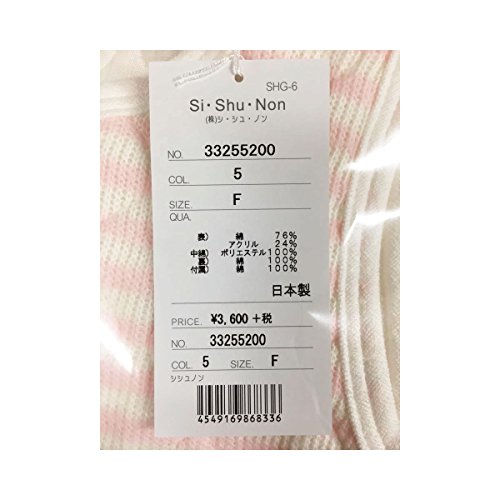 SHG-6
Si・Shu・Non
(株)シ・シュ・ノン
NO. 33255200
COL. 5
SIZE. F
QUA.
表) 綿 76%
アクリル 24%
中綿) ポリエステル 100%
裏) 綿 100%
付属) 綿 100%
日本製
PRICE. ¥3,600 +税
NO. 33255200
COL. 5 SIZE. F
シシュノン
4549169868336